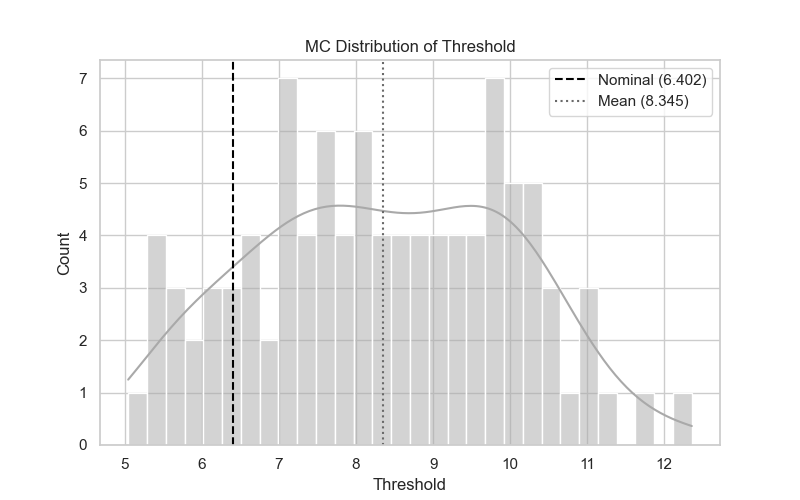 MC Distribution of Threshold
Nominal (6.402)
Mean (8.345)
Count
7
6
5
4
3
2
1
0
5 6 7 8 9 10 11 12
Threshold